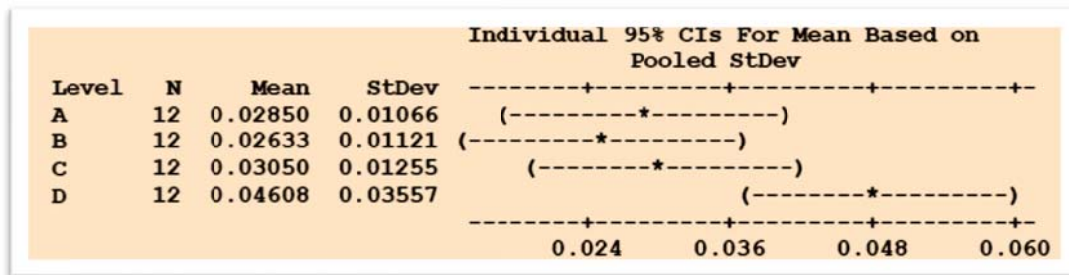 Individual 95% CIs For Mean Based on
Pooled StDev
Level N Mean StDev --------+---------+---------+---------+-
A 12 0.02850 0.01066 (---------*---------)
B 12 0.02633 0.01121 (---------*---------)
C 12 0.03050 0.01255 (--------*---------)
D 12 0.04608 0.03557 (--------*---------)
--------+---------+---------+---------+-
0.024 0.036 0.048 0.060